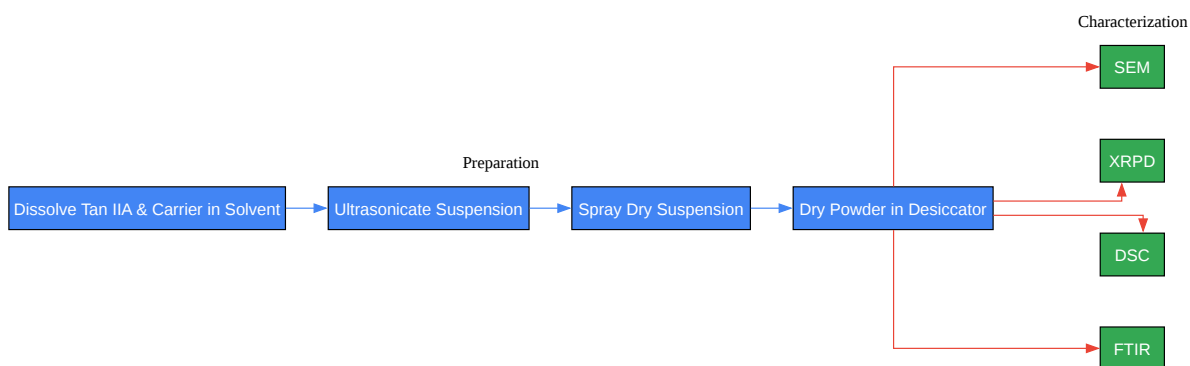 Characterization
SEM
XRPD
Preparation
Dissolve Tan IIA & Carrier in Solvent
Ultrasonicate Suspension
Spray Dry Suspension
Dry Powder in Desiccator
DSC
FTIR